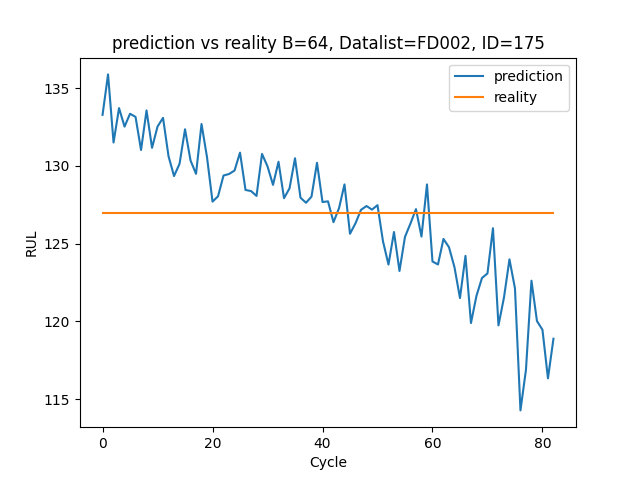 prediction vs reality B=64, Datalist=FD002, ID=175
prediction
reality
135
130
125
120
115
RUL
0 20 40 60 80
Cycle